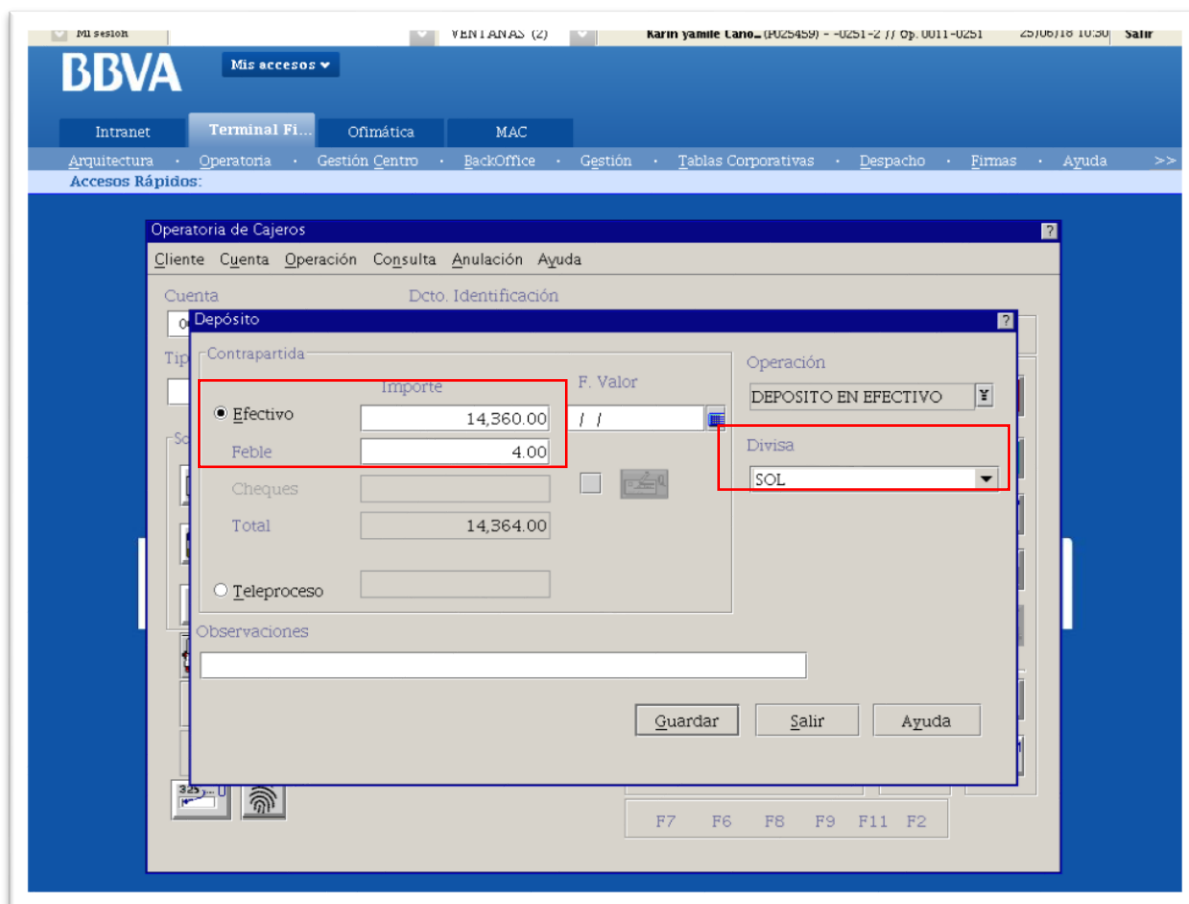 Mi sesión VENTANAS (2) Karin yamile Cano... (P025459) - -0251-2 // Op. 0011-0251 25/06/18 10:30 Salir
BBVA Mis accesos
Intranet Terminal Fi... Ofimática MAC
Arquitectura · Operatoria · Gestión Centro · BackOffice · Gestión · Tablas Corporativas · Despacho · Firmas · Ayuda >>
Accesos Rápidos:
Operatoria de Cajeros ?
Cliente Cuenta Operación Consulta Anulación Ayuda
Cuenta Dcto. Identificación
Depósito ?
Tip
Contrapartida
Operación
Importe F. Valor
DEPOSITO EN EFECTIVO
Efectivo 14,360.00 / /
Divisa
Feble 4.00
SOL
Cheques
Total 14,364.00
Teleproceso
Observaciones
Guardar Salir Ayuda
F7 F6 F8 F9 F11 F2